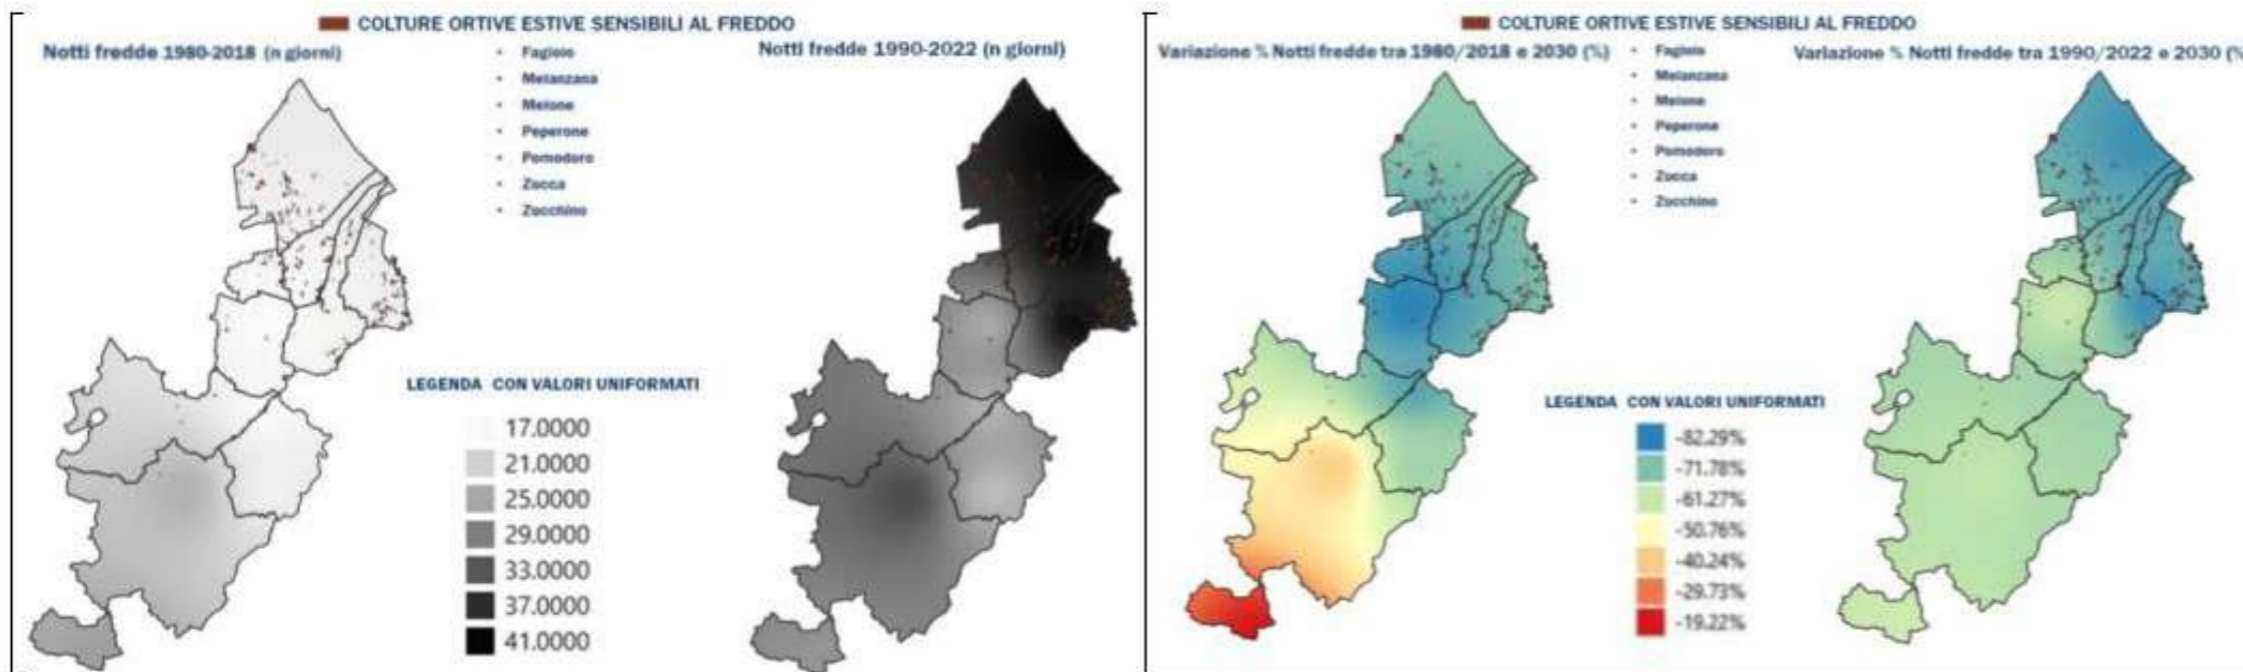 COLTURE ORTIVE ESTIVE SENSIBILI AL FREDDO
Notti fredde 1980-2018 (n giorni)
• Fagiolo
• Melanzana
• Melone
• Peperone
• Pomodoro
• Zucca
• Zucchino
Notti fredde 1990-2022 (n giorni)
LEGENDA CON VALORI UNIFORMATI
17.0000
21.0000
25.0000
29.0000
33.0000
37.0000
41.0000
COLTURE ORTIVE ESTIVE SENSIBILI AL FREDDO
Variazione % Notti fredde tra 1980/2018 e 2030 (%)
• Fagiolo
• Melanzana
• Melone
• Peperone
• Pomodoro
• Zucca
• Zucchino
Variazione % Notti fredde tra 1990/2022 e 2030 (%
LEGENDA CON VALORI UNIFORMATI
-82.29%
-71.78%
-61.27%
-50.76%
-40.24%
-29.73%
-19.22%